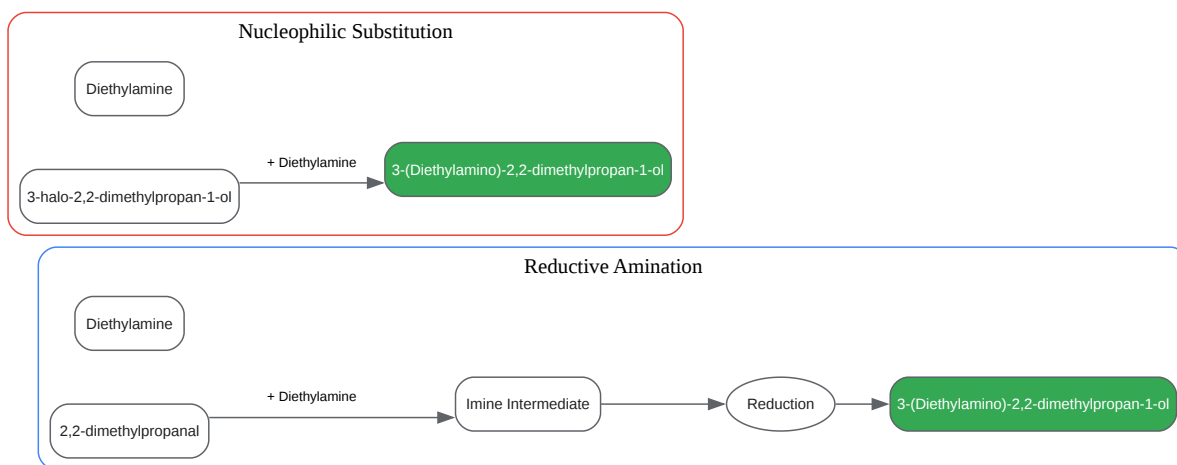 Nucleophilic Substitution
Diethylamine
+ Diethylamine
3-(Diethylamino)-2,2-dimethylpropan-1-ol
3-halo-2,2-dimethylpropan-1-ol
Reductive Amination
Diethylamine
+ Diethylamine
Imine Intermediate
Reduction
3-(Diethylamino)-2,2-dimethylpropan-1-ol
2,2-dimethylpropanal